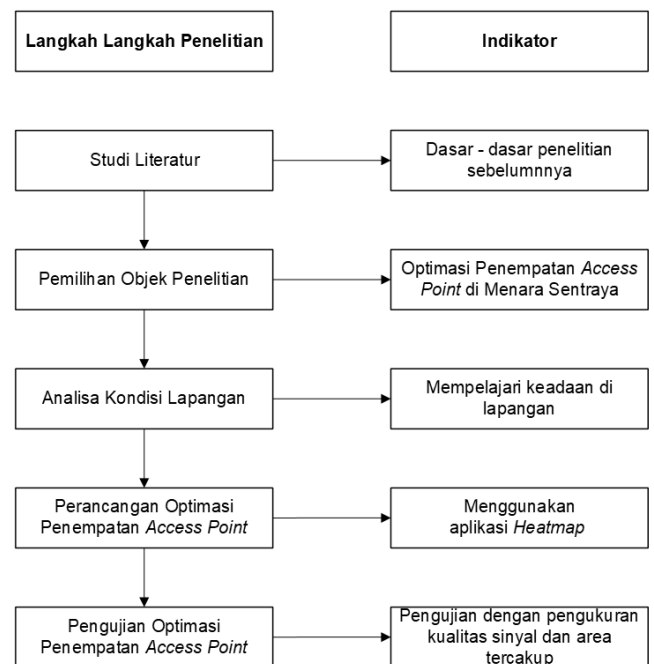 Langkah Langkah Penelitian
Indikator
Studi Literatur
Dasar - dasar penelitian
sebelumnnya
Pemilihan Objek Penelitian
Optimasi Penempatan Access
Point di Menara Sentraya
Analisa Kondisi Lapangan
Mempelajari keadaan di
lapangan
Perancangan Optimasi
Penempatan Access Point
Menggunakan
aplikasi Heatmap
Pengujian Optimasi
Penempatan Access Point
Pengujian dengan pengukuran
kualitas sinyal dan area
tercakup